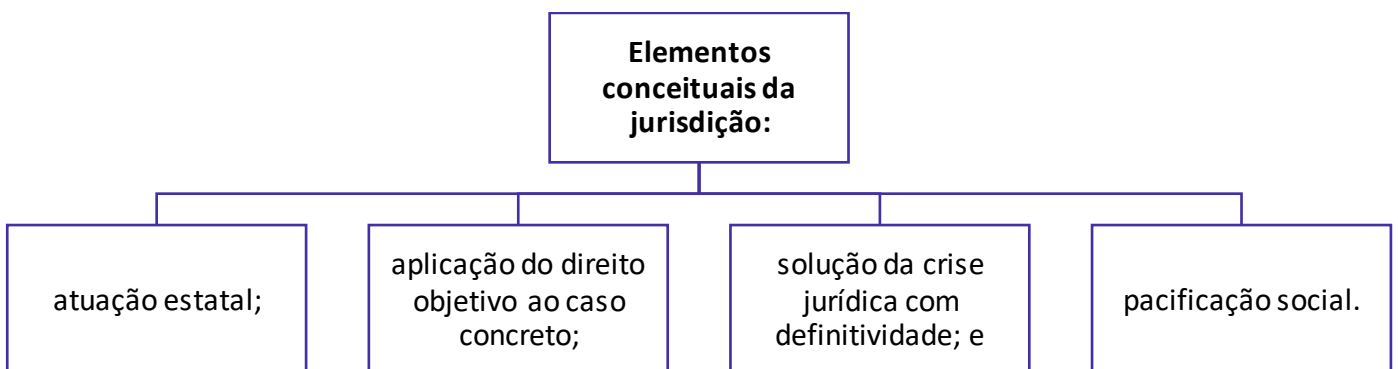 Elementos
conceituais da
jurisdição:
atuação estatal;
aplicação do direito
objetivo ao caso
concreto;
solução da crise
jurídica com
definitividade; e
pacificação social.